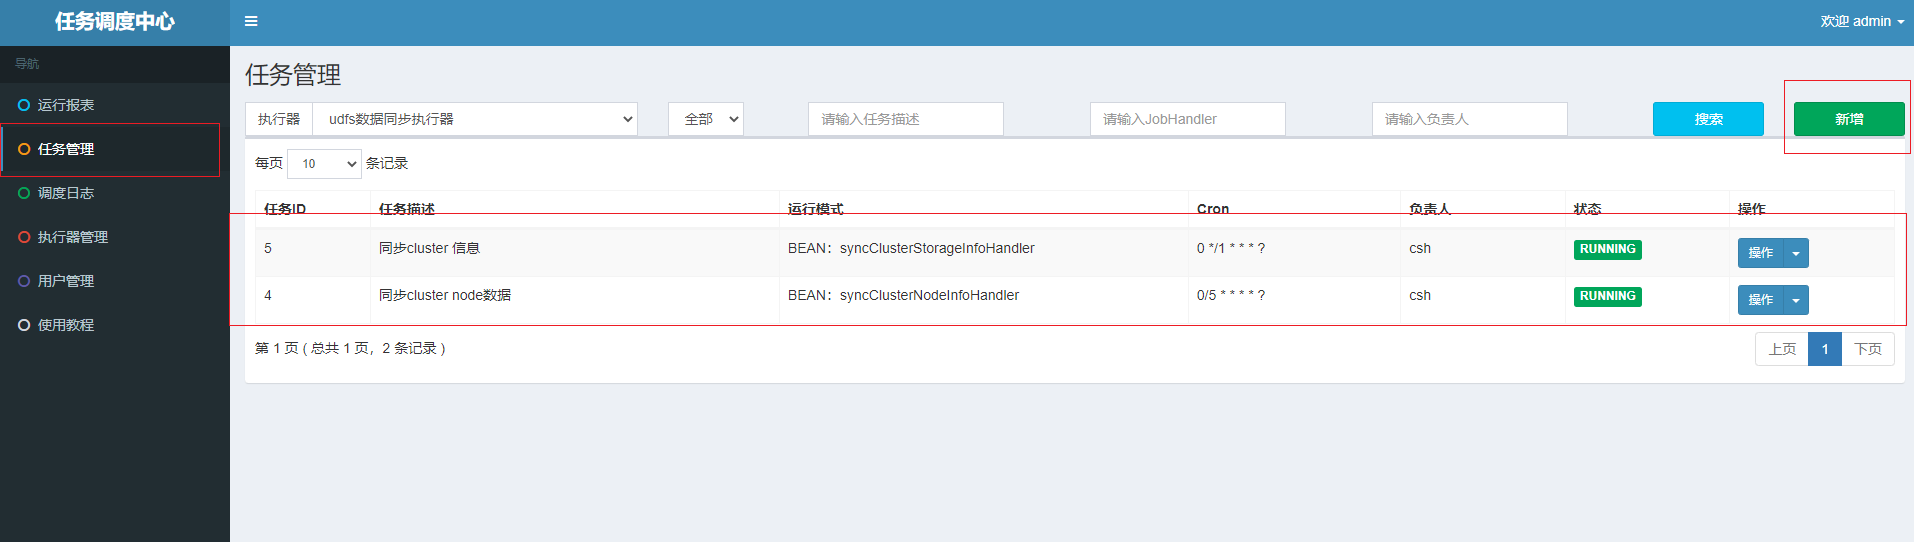 任务调度中心
欢迎 admin
导航
运行报表
任务管理
调度日志
执行器管理
用户管理
使用教程
任务管理
执行器 udfs数据同步执行器 全部 请输入任务描述 请输入JobHandler 请输入负责人 搜索 新增
每页 10 条记录
任务ID 任务描述 运行模式 Cron 负责人 状态 操作
5 同步cluster 信息 BEAN：syncClusterStorageInfoHandler 0 */1 * * * ? csh RUNNING 操作
4 同步cluster node数据 BEAN：syncClusterNodeInfoHandler 0/5 * * * * ? csh RUNNING 操作
第 1 页 ( 总共 1 页，2 条记录 ) 上页 1 下页